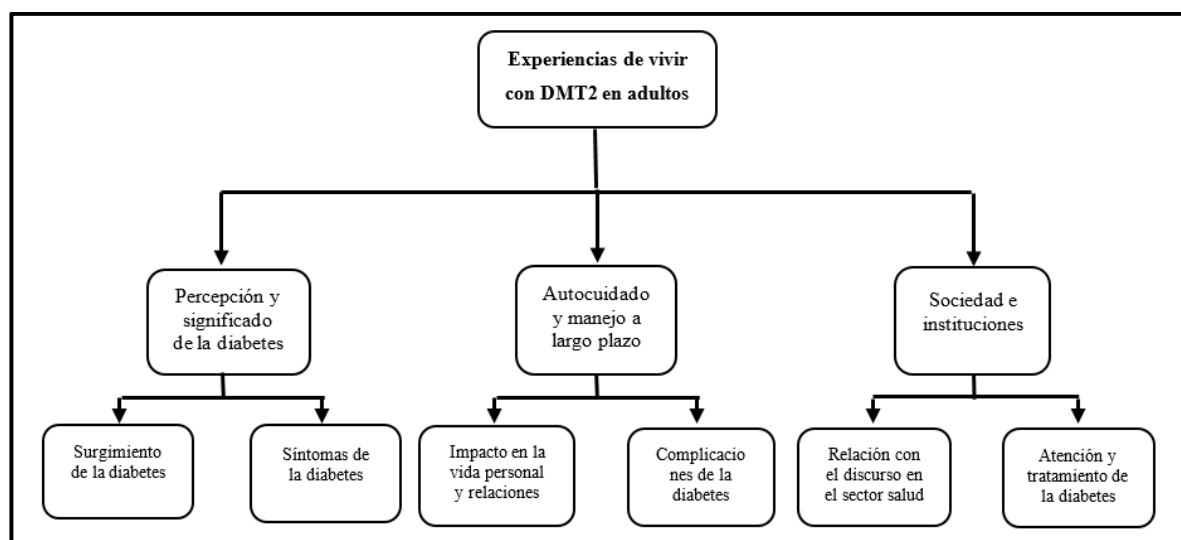 Experiencias de vivir
con DMT2 en adultos
Percepción y
significado
de la diabetes
Autocuidado
y manejo a
largo plazo
Sociedad e
instituciones
Surgimiento
de la diabetes
Síntomas de
la diabetes
Impacto en la
vida personal
y relaciones
Complicacio
nes de la
diabetes
Relación con
el discurso en
el sector salud
Atención y
tratamiento de
la diabetes